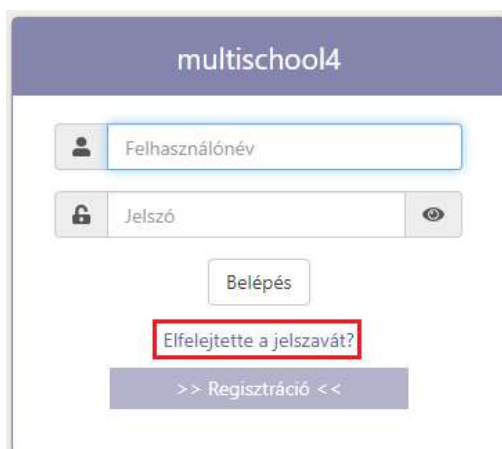 multischool4
Felhasználónév
Jelszó
Belépés
Elfelejtette a jelszavát?
>> Regisztráció <<